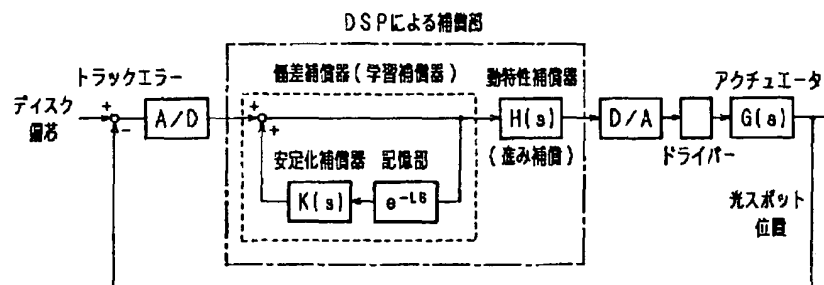 DSPによる補償部
偏差補償器(学習補償器)
動特性補償器
トラックエラー
アクチュエータ
ディスク
偏芯
+
-
A/D
+
+
H(s)
D/A
G(s)
(進み補償)
ドライバー
安定化補償器 記憶部
K(s)
e^-LS
光スポット
位置